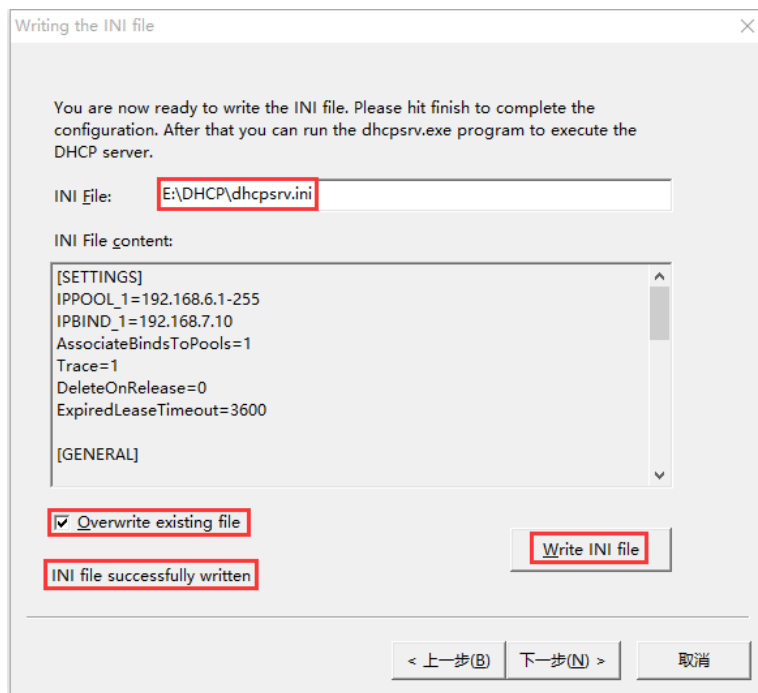 Writing the INI file
You are now ready to write the INI file. Please hit finish to complete the
configuration. After that you can run the dhcpsrv.exe program to execute the
DHCP server.
INI File: E:\DHCP\dhcpsrv.ini
INI File content:
[SETTINGS]
IPPOOL_1=192.168.6.1-255
IPBIND_1=192.168.7.10
AssociateBindsToPools=1
Trace=1
DeleteOnRelease=0
ExpiredLeaseTimeout=3600
[GENERAL]
Overwrite existing file
Write INI file
INI file successfully written
< 上一步(B) 下一步(N) > 取消